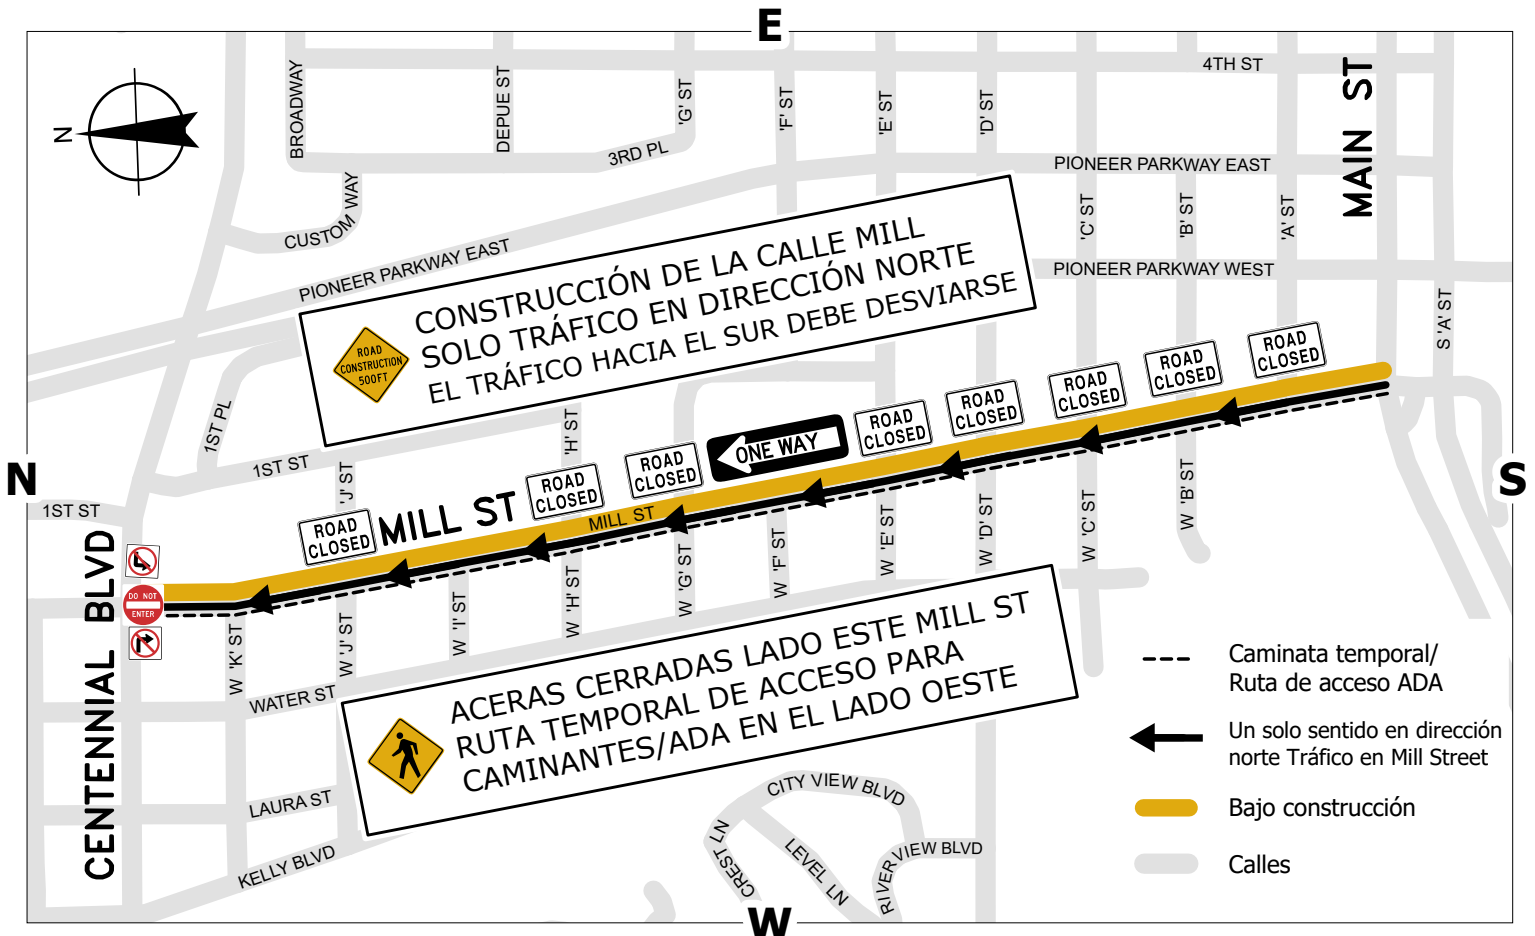 E
4TH ST
MAIN ST
BROADWAY
DEPUE ST
'G' ST
'F' ST
'E' ST
'D' ST
N
3RD PL
PIONEER PARKWAY EAST
CUSTOM WAY
'C' ST
'B' ST
'A' ST
PIONEER PARKWAY EAST
PIONEER PARKWAY WEST
S 'A' ST
CONSTRUCCIÓN DE LA CALLE MILL
SOLO TRÁFICO EN DIRECCIÓN NORTE
EL TRÁFICO HACIA EL SUR DEBE DESVIARSE
ROAD
CONSTRUCTION
500FT
ROAD
CLOSED
ROAD
CLOSED
ROAD
CLOSED
ROAD
CLOSED
ROAD
CLOSED
ONE WAY
ROAD
CLOSED
ROAD
CLOSED
ROAD
CLOSED
1ST PL
1ST ST
'J' ST
'H' ST
MILL ST
MILL ST
N
S
1ST ST
CENTENNIAL BLVD
DO NOT
ENTER
W 'K' ST
W 'J' ST
W 'I' ST
W 'H' ST
W 'G' ST
W 'F' ST
W 'E' ST
W 'D' ST
W 'C' ST
W 'B' ST
WATER ST
LAURA ST
KELLY BLVD
ACERAS CERRADAS LADO ESTE MILL ST
RUTA TEMPORAL DE ACCESO PARA
CAMINANTES/ADA EN EL LADO OESTE
CITY VIEW BLVD
CREST LN
LEVEL LN
RIVER VIEW BLVD
Caminata temporal/
Ruta de acceso ADA
Un solo sentido en dirección
norte Tráfico en Mill Street
Bajo construcción
Calles
W